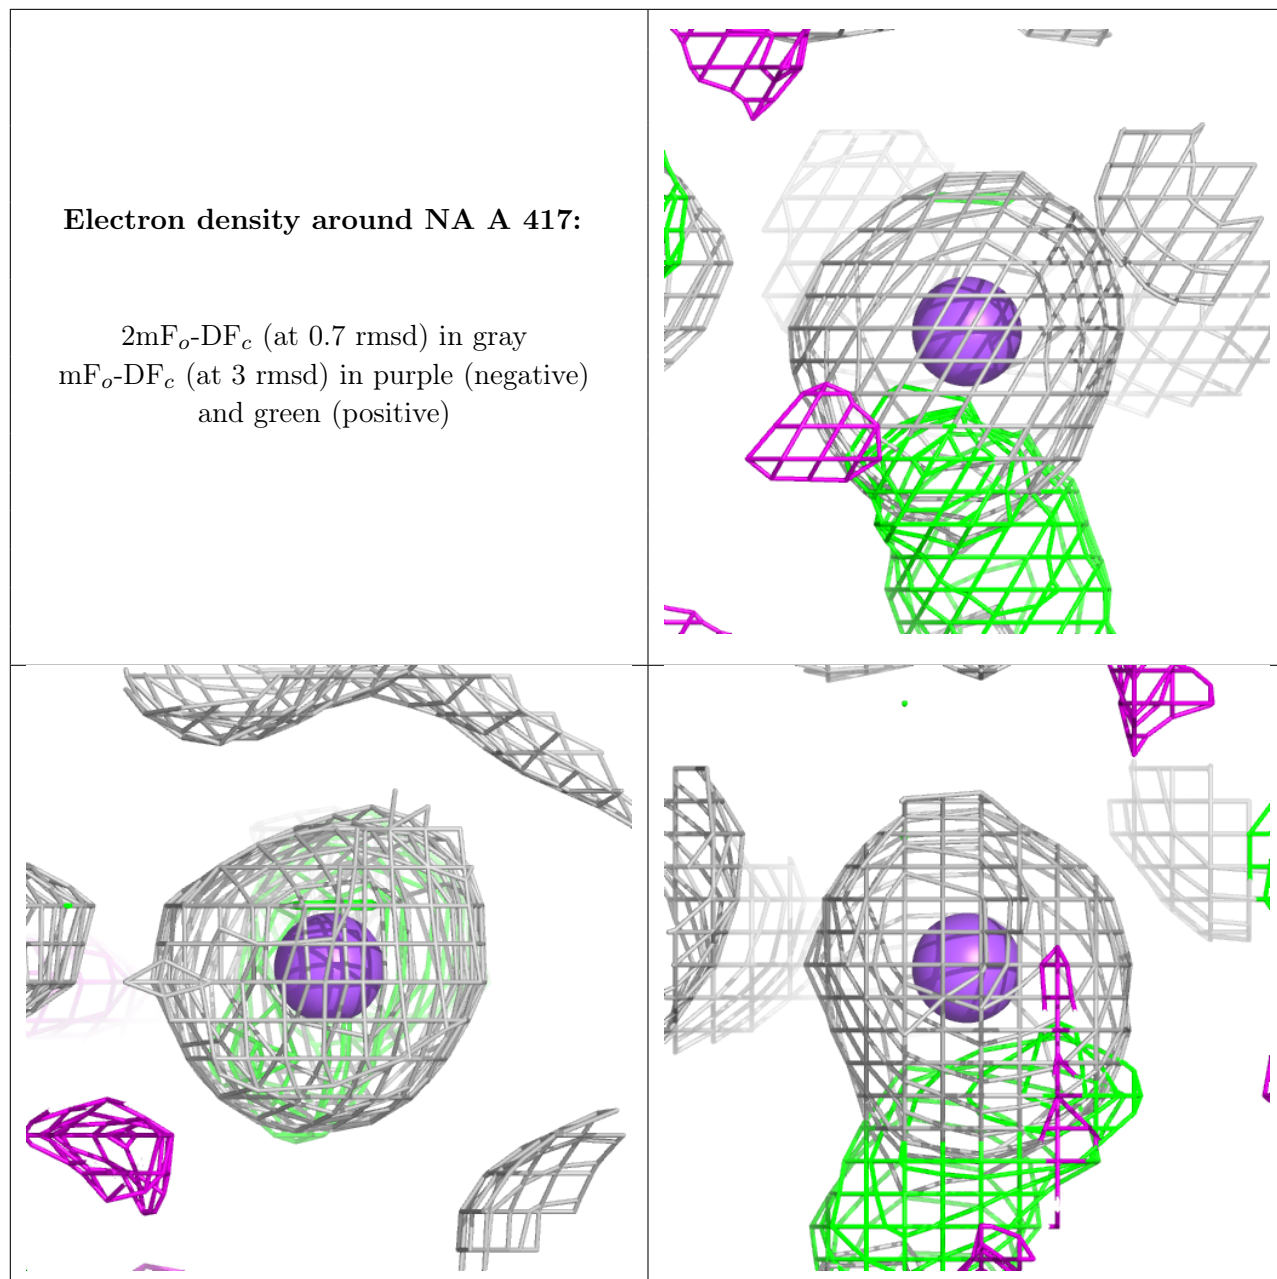 Electron density around NA A 417:
2mFo-DFc (at 0.7 rmsd) in gray
mFo-DFc (at 3 rmsd) in purple (negative)
and green (positive)